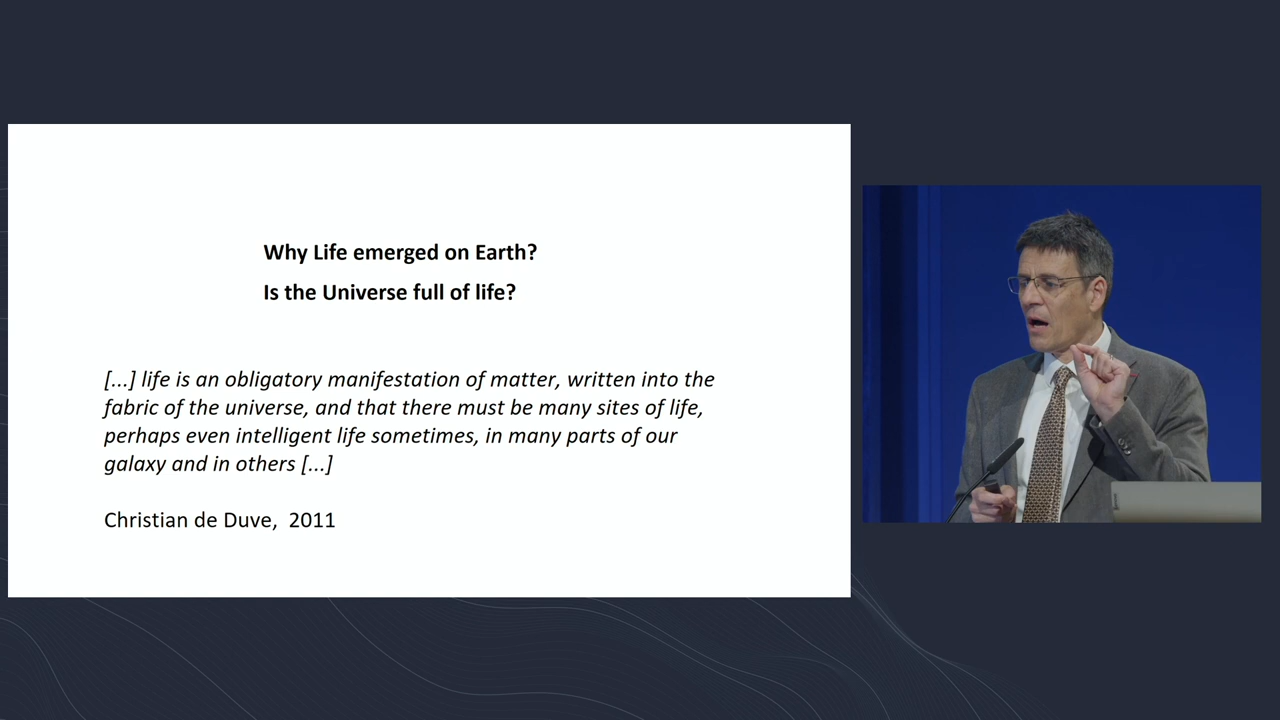 Why Life emerged on Earth?
Is the Universe full of life?
[...] life is an obligatory manifestation of matter, written into the
fabric of the universe, and that there must be many sites of life,
perhaps even intelligent life sometimes, in many parts of our
galaxy and in others [...]
Christian de Duve,  2011